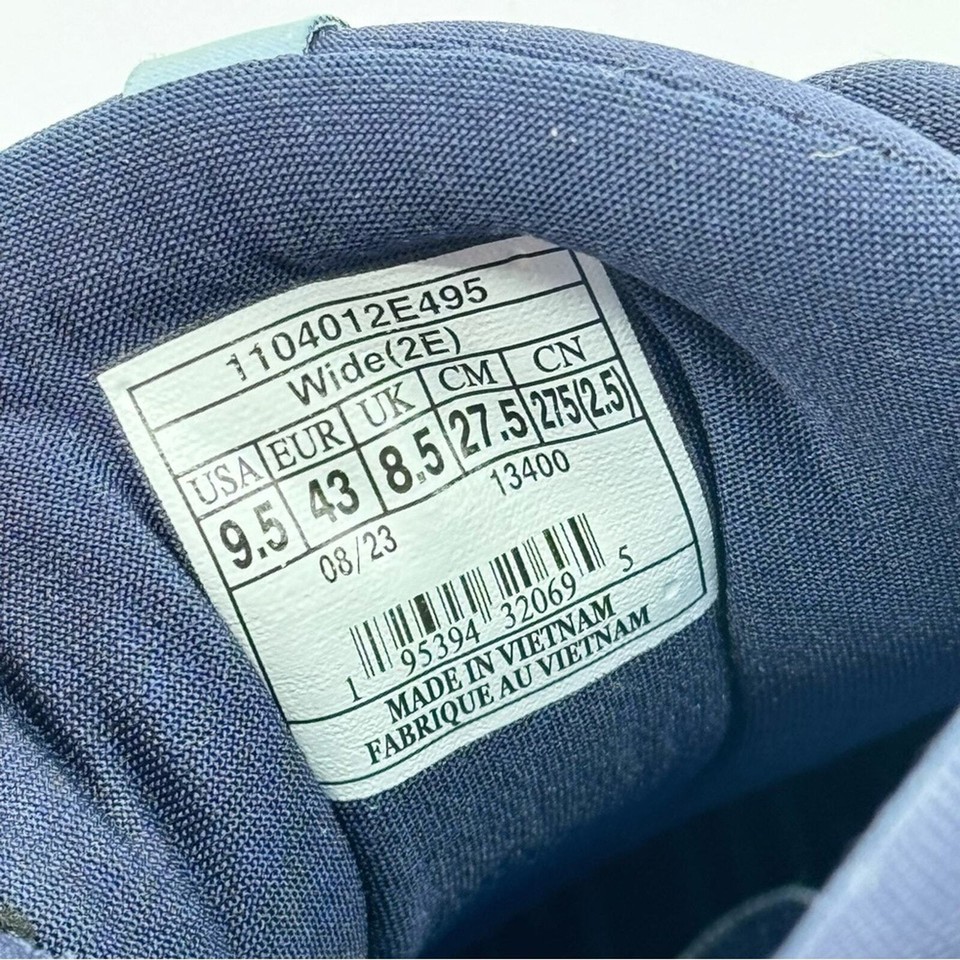 1104012E495
Wide(2E)
USA EUR UK CM CN
9.5 43 8.5 27.5 275(2.5)
08/23 13400
1 95394 32069 5
MADE IN VIETNAM
FABRIQUE AU VIETNAM